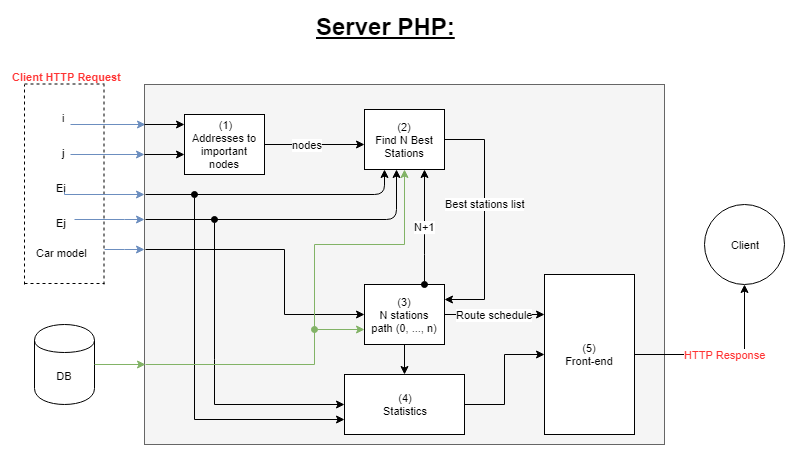 Server PHP:
Client HTTP Request
i
j
Ej
Ej
Car model
DB
(1)
Addresses to
important
nodes
nodes
(2)
Find N Best
Stations
Best stations list
N+1
(3)
N stations
path (0, ..., n)
Route schedule
(4)
Statistics
(5)
Front-end
Client
HTTP Response